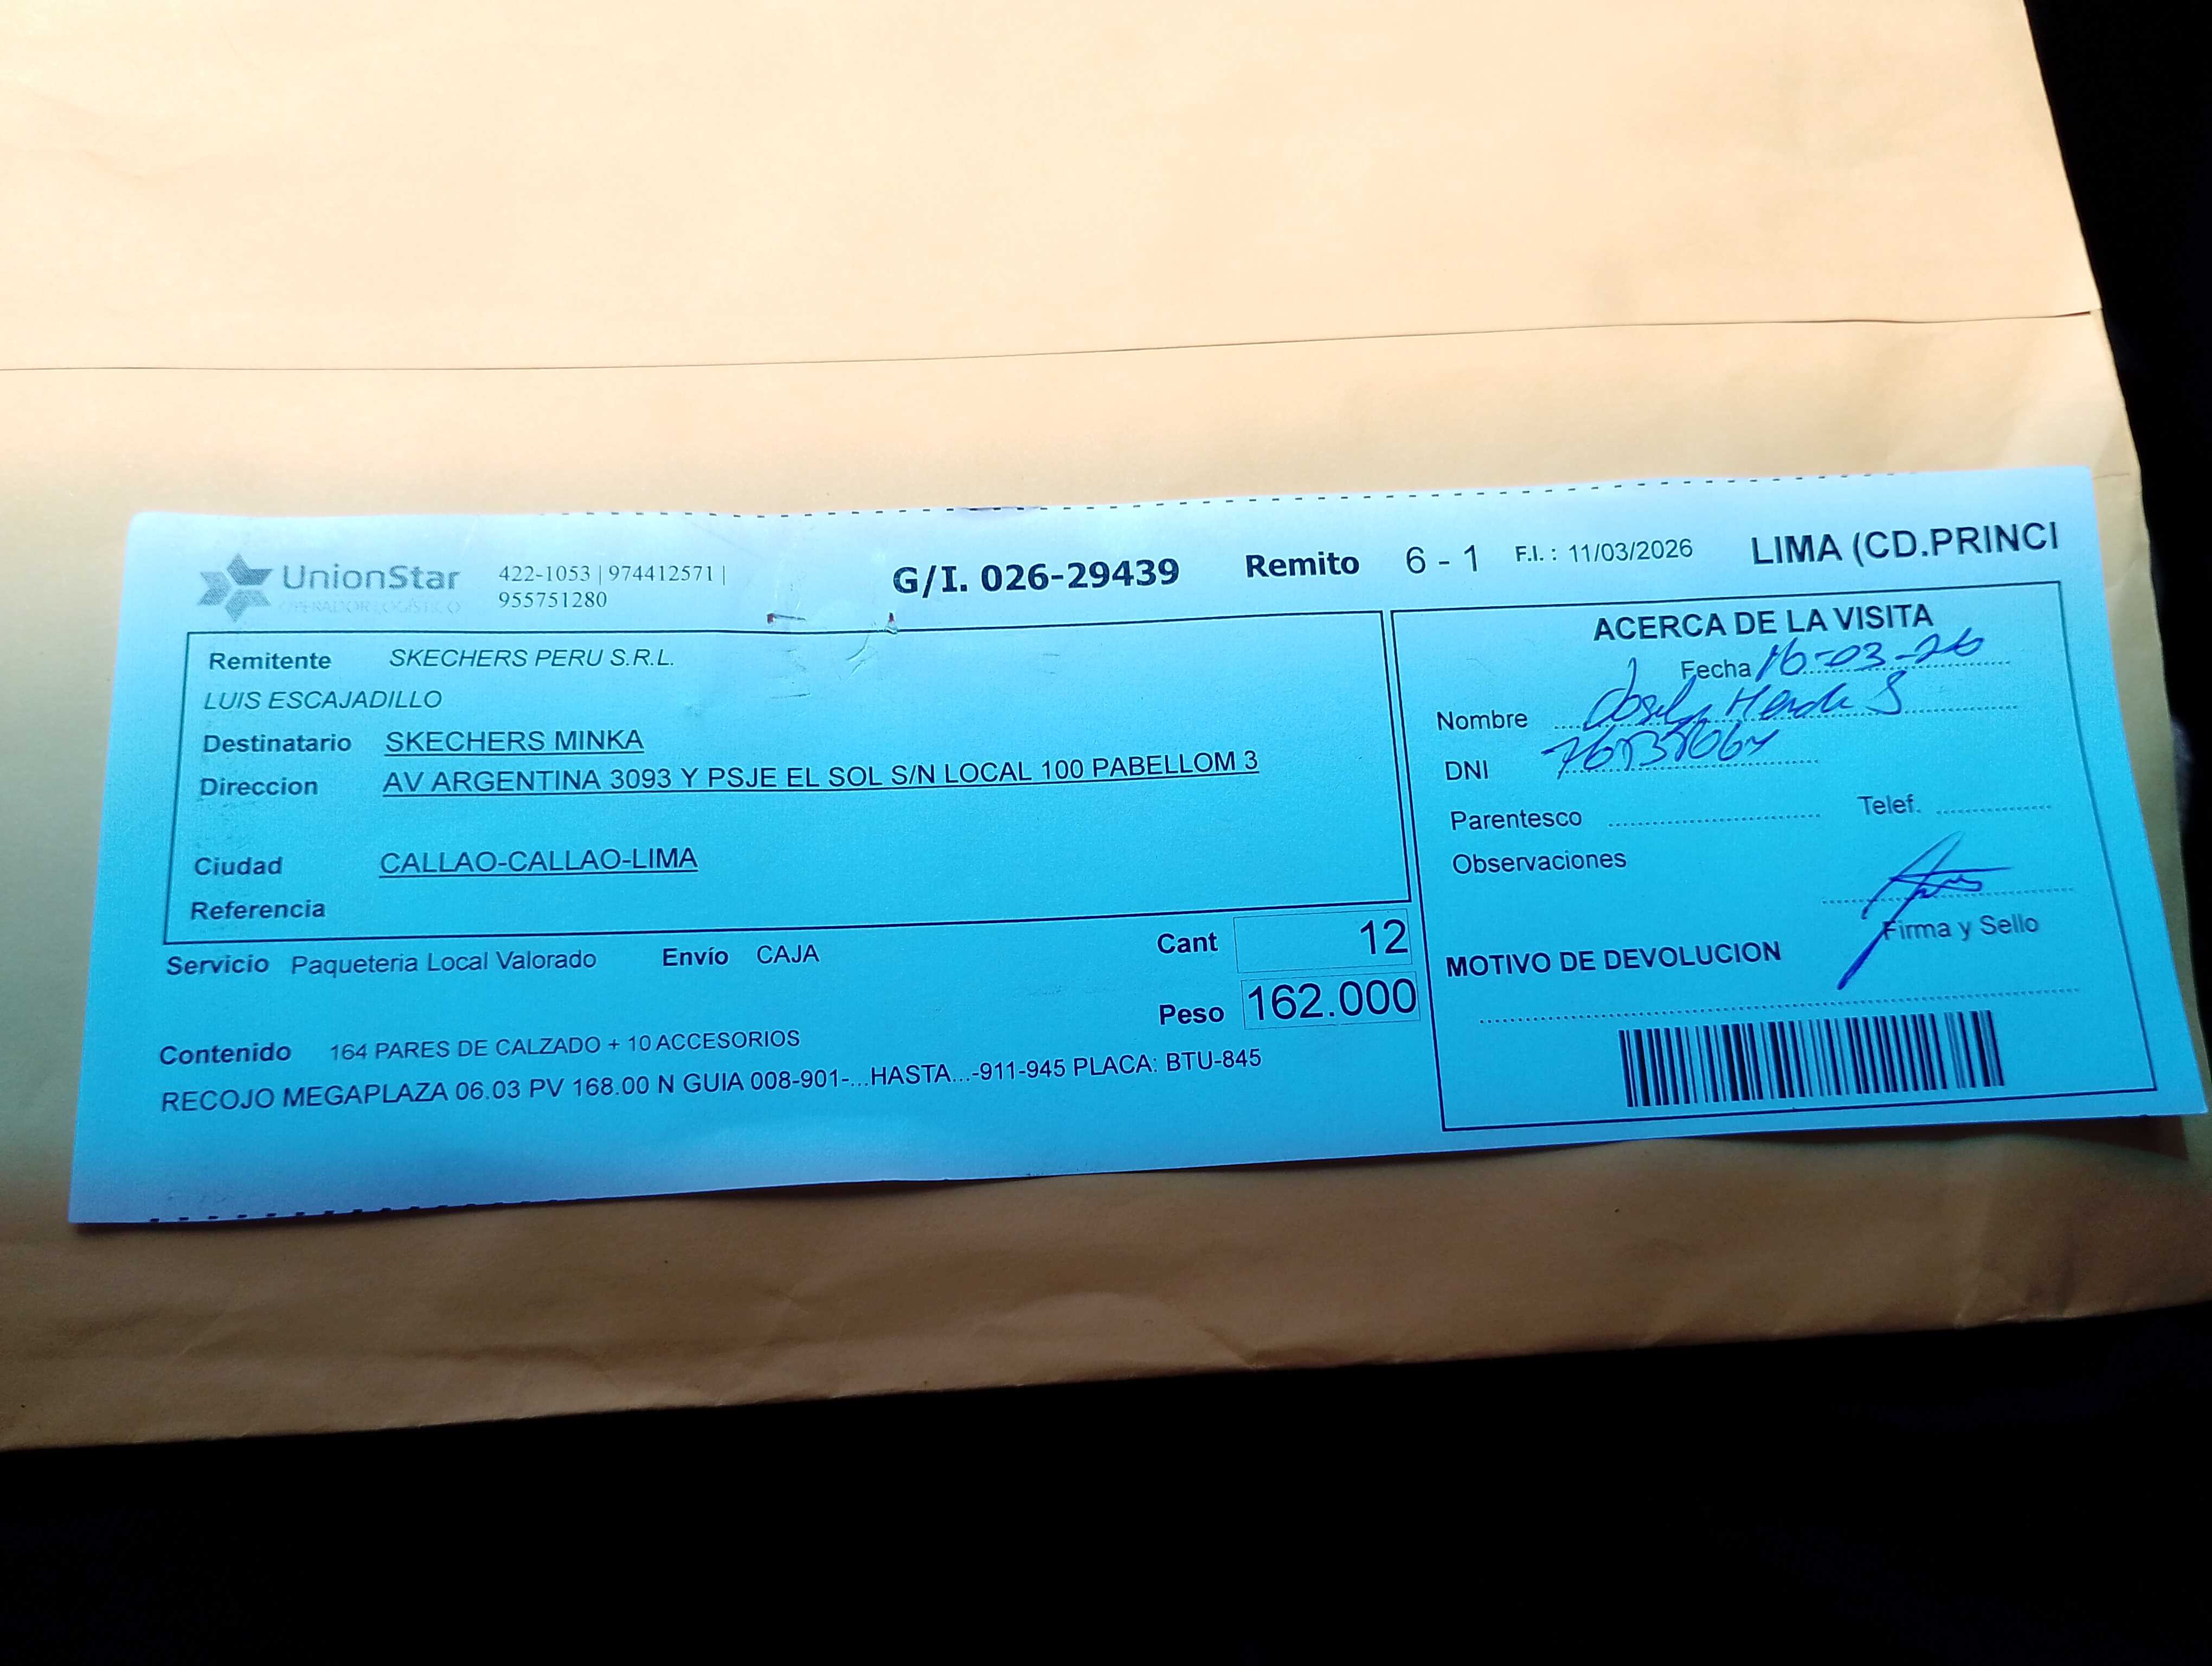 UnionStar
OPERADOR LOGÍSTICO
422-1053 | 974412571 |
955751280
G/I. 026-29439 Remito 6 - 1 F.I. : 11/03/2026 LIMA (CD.PRINCI
Remitente SKECHERS PERU S.R.L.
LUIS ESCAJADILLO
Destinatario SKECHERS MINKA
Direccion AV ARGENTINA 3093 Y PSJE EL SOL S/N LOCAL 100 PABELLOM 3
Ciudad CALLAO-CALLAO-LIMA
Referencia
Servicio Paqueteria Local Valorado Envío CAJA
Cant 12
Peso 162.000
Contenido 164 PARES DE CALZADO + 10 ACCESORIOS
RECOJO MEGAPLAZA 06.03 PV 168.00 N GUIA 008-901-...HASTA...-911-945 PLACA: BTU-845
ACERCA DE LA VISITA
Fecha 16-03-26
Nombre
DNI
Parentesco Telef.
Observaciones
Firma y Sello
MOTIVO DE DEVOLUCION